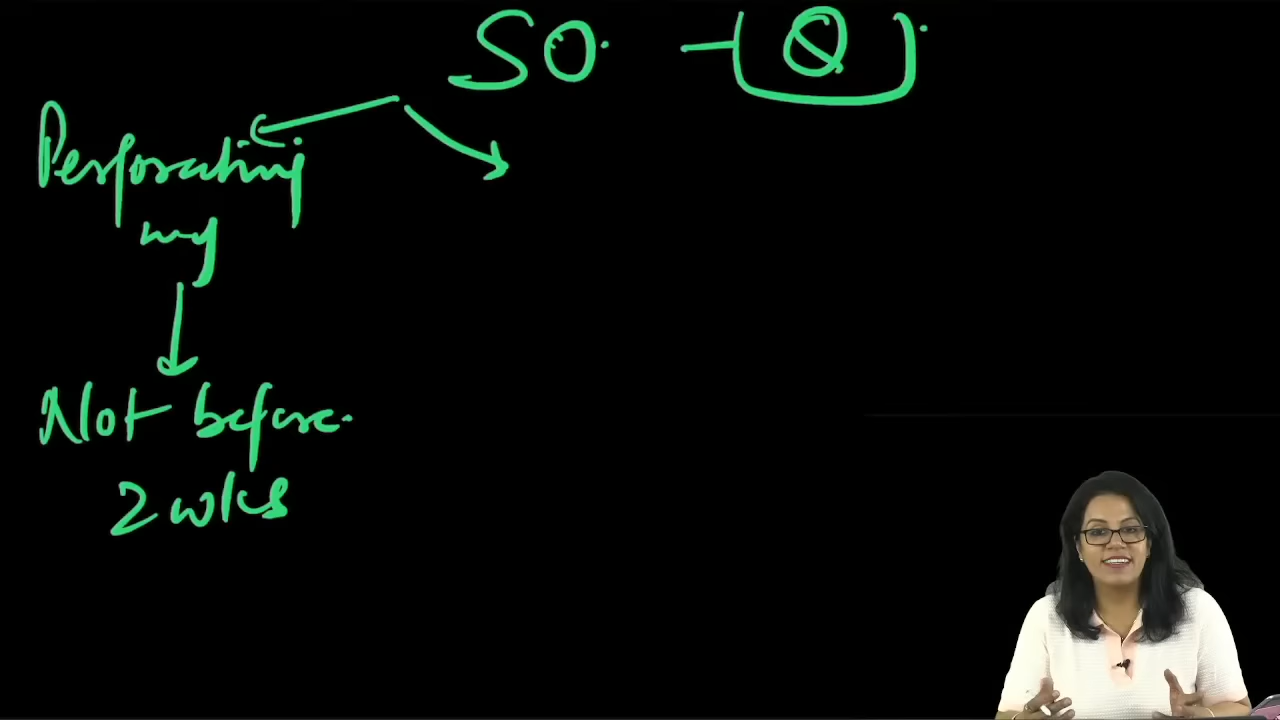 SO. - Q
Perforating
inj
Not before.
2 wks